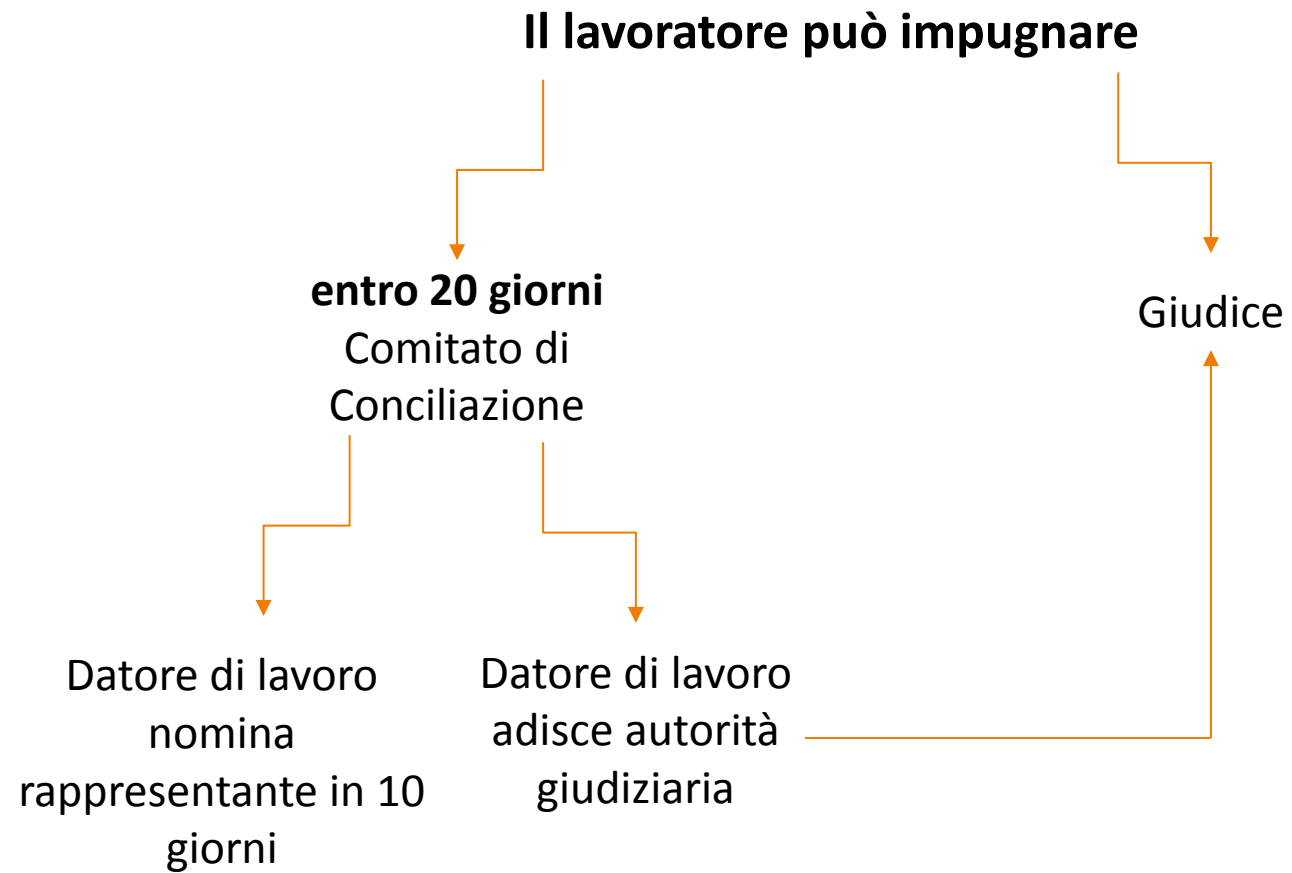 Il lavoratore può impugnare
entro 20 giorni
Comitato di
Conciliazione
Giudice
Datore di lavoro
nomina
rappresentante in 10
giorni
Datore di lavoro
adisce autorità
giudiziaria